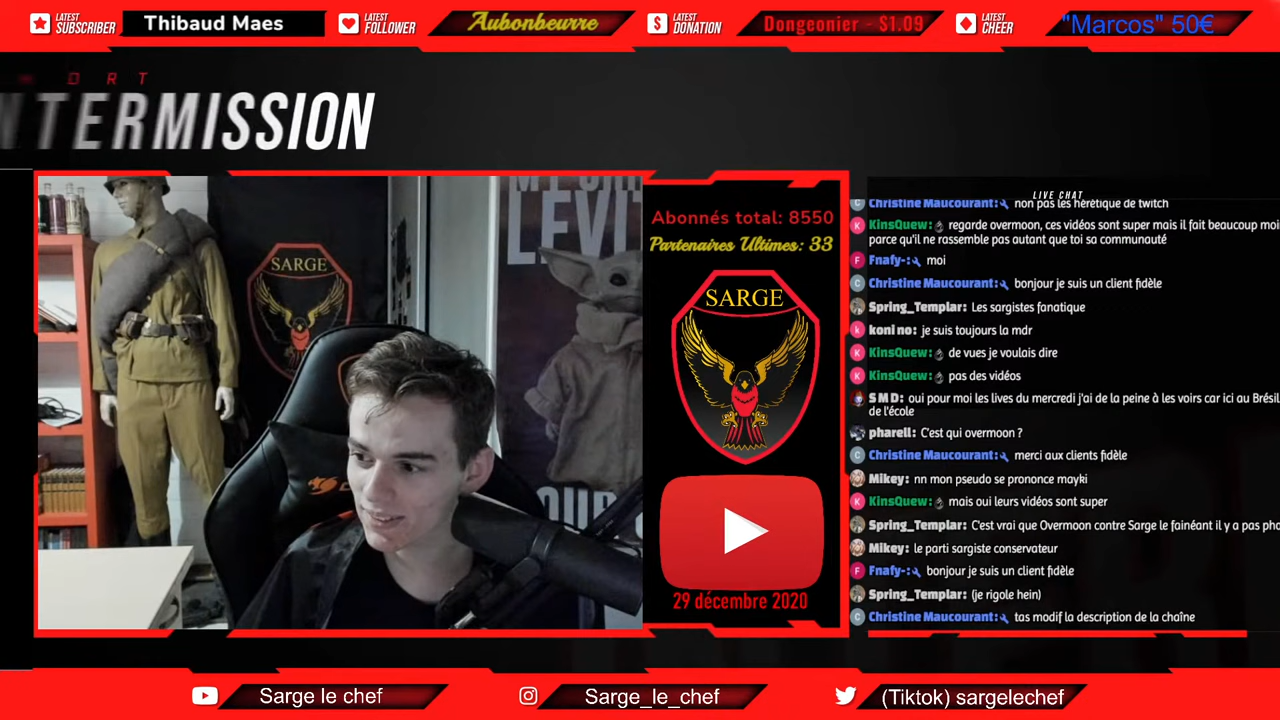 LATEST SUBSCRIBER
Thibaud Maes
LATEST FOLLOWER
Aubonbeurre
LATEST DONATION
Dongeonier - $1.09
LATEST CHEER
"Marcos" 50€
ORT
NTERMISSION
SARGE
LEVIT
Abonnés total: 8550
Partenaires Ultimes: 33
SARGE
29 décembre 2020
LIVE CHAT
Christine Maucourant: non pas les hérétique de twitch
KinsQuew: regarde overmoon, ces vidéos sont super mais il fait beaucoup moi
parce qu'il ne rassemble pas autant que toi sa communauté
Fnafy-: moi
Christine Maucourant: bonjour je suis un client fidèle
Spring_Templar: Les sargistes fanatique
koni no: je suis toujours la mdr
KinsQuew: de vues je voulais dire
KinsQuew: pas des vidéos
S M D: oui pour moi les lives du mercredi j'ai de la peine à les voirs car ici au Brésil
de l'école
pharell: C'est qui overmoon ?
Christine Maucourant: merci aux clients fidèle
Mikey: nn mon pseudo se prononce mayki
KinsQuew: mais oui leurs vidéos sont super
Spring_Templar: C'est vrai que Overmoon contre Sarge le fainéant il y a pas pho
Mikey: le parti sargiste conservateur
Fnafy-: bonjour je suis un client fidèle
Spring_Templar: (je rigole hein)
Christine Maucourant: tas modif la description de la chaîne
Sarge le chef
Sarge_le_chef
(Tiktok) sargelechef